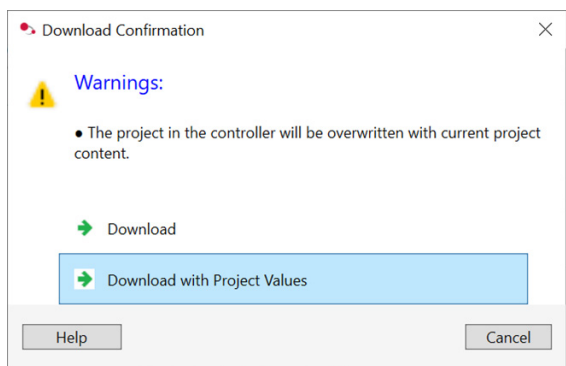 Download Confirmation
Warnings:
● The project in the controller will be overwritten with current project
content.
Download
Download with Project Values
Help
Cancel